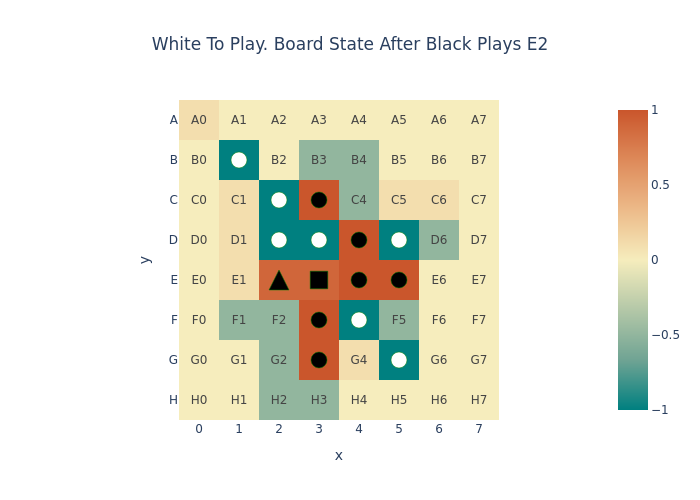 White To Play. Board State After Black Plays E2
A A0 A1 A2 A3 A4 A5 A6 A7
B B0 B2 B3 B4 B5 B6 B7
C C0 C1 C4 C5 C6 C7
D D0 D1 D6 D7
E E0 E1 E6 E7
F F0 F1 F2 F5 F6 F7
G G0 G1 G2 G4 G6 G7
H H0 H1 H2 H3 H4 H5 H6 H7
0 1 2 3 4 5 6 7
x
y
1
0.5
0
−0.5
−1